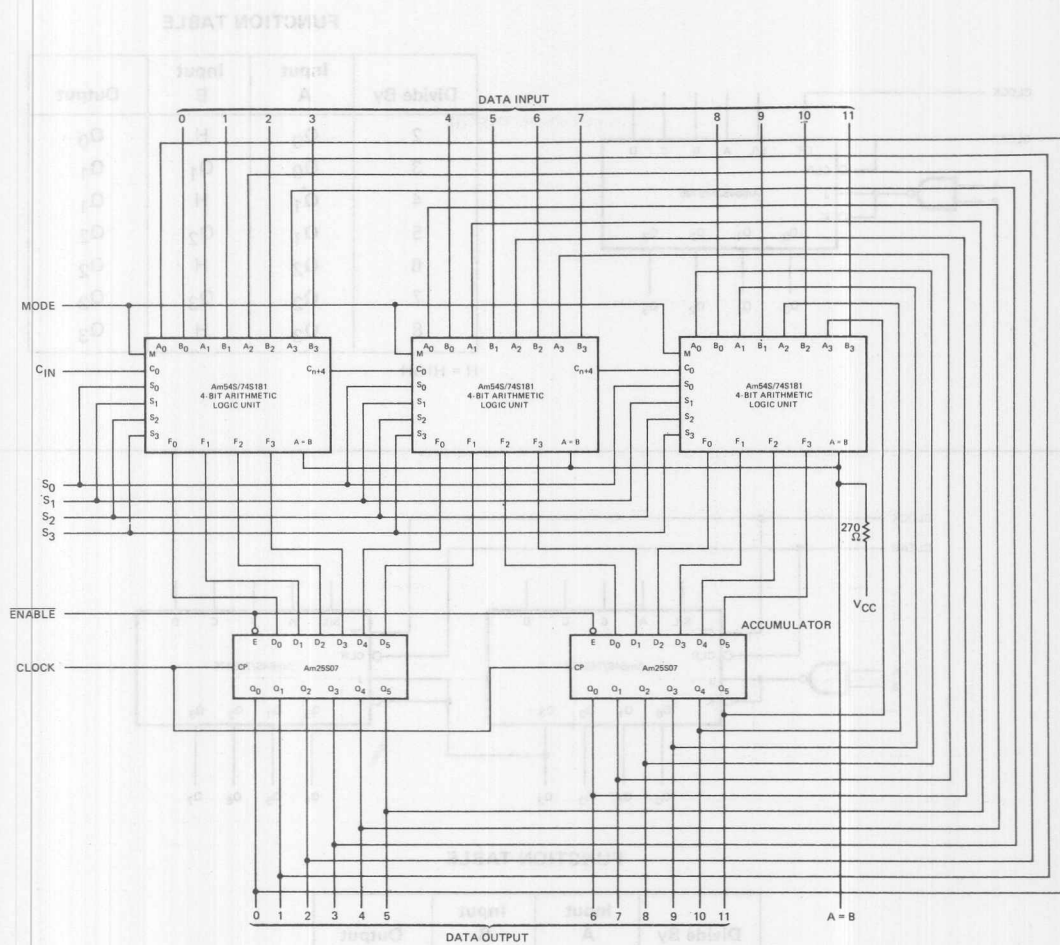 DATA INPUT
0 1 2 3 4 5 6 7 8 9 10 11
MODE
A0 B0 A1 B1 A2 B2 A3 B3
M
CIN
C0
Cn+4
S0
Am54S/74S181
S1
4-BIT ARITHMETIC
LOGIC UNIT
S2
S3
F0 F1 F2 F3 A = B
A0 B0 A1 B1 A2 B2 A3 B3
M
C0
Cn+4
S0
Am54S/74S181
S1
4-BIT ARITHMETIC
LOGIC UNIT
S2
S3
F0 F1 F2 F3 A = B
A0 B0 A1 B1 A2 B2 A3 B3
M
C0
S0
Am54S/74S181
S1
4-BIT ARITHMETIC
LOGIC UNIT
S2
S3
F0 F1 F2 F3 A = B
S0
S1
S2
S3
270
Ω
VCC
ENABLE
ACCUMULATOR
E D0 D1 D2 D3 D4 D5
E D0 D1 D2 D3 D4 D5
CLOCK
CP Am25S07
CP Am25S07
Q0 Q1 Q2 Q3 Q4 Q5
Q0 Q1 Q2 Q3 Q4 Q5
0 1 2 3 4 5 6 7 8 9 10 11 A = B
DATA OUTPUT